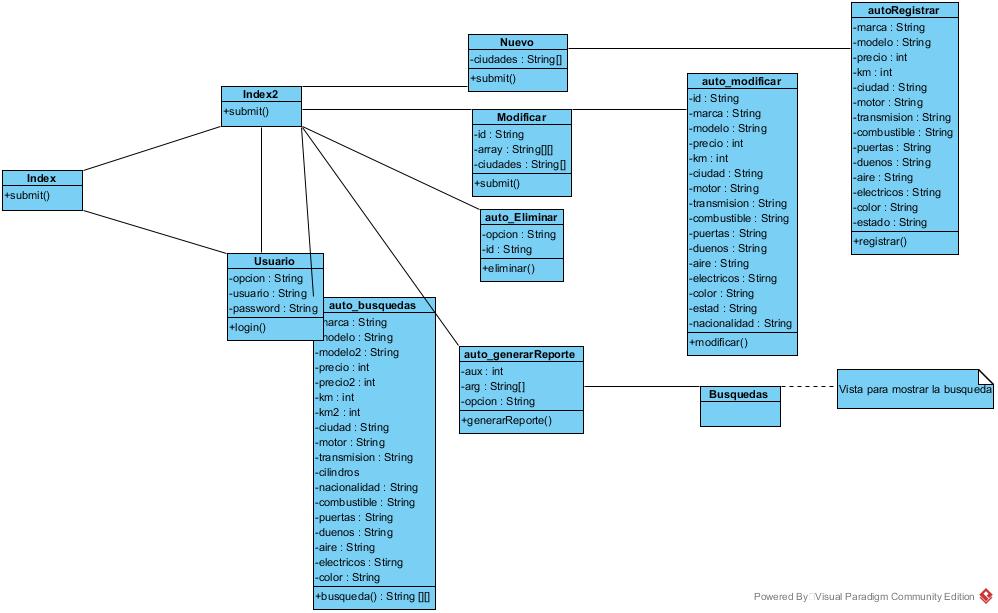 Index
+submit()
Index2
+submit()
Usuario
-opcion : String
-usuario : String
-password : String
+login()
auto_busquedas
marca : String
modelo : String
-modelo2 : String
-precio : int
-precio2 : int
-km : int
-km2 : int
-ciudad : String
-motor : String
-transmision : String
-cilindros
-nacionalidad : String
-combustible : String
-puertas : String
-duenos : String
-aire : String
-electricos : Stirng
-color : String
+busqueda() : String [][]
Nuevo
-ciudades : String[]
+submit()
Modificar
-id : String
-array : String[][]
-ciudades : String[]
+submit()
auto_Eliminar
-opcion : String
-id : String
+eliminar()
auto_generarReporte
-aux : int
-arg : String[]
-opcion : String
+generarReporte()
auto_modificar
-id : String
-marca : String
-modelo : String
-precio : int
-km : int
-ciudad : String
-motor : String
-transmision : String
-combustible : String
-puertas : String
-duenos : String
-aire : String
-electricos : Stirng
-color : String
-estad : String
-nacionalidad : String
+modificar()
autoRegistrar
-marca : String
-modelo : String
-precio : int
-km : int
-ciudad : String
-motor : String
-transmision : String
-combustible : String
-puertas : String
-duenos : String
-aire : String
-electricos : String
-color : String
-estado : String
+registrar()
Busquedas
Vista para mostrar la busqueda
Powered By Visual Paradigm Community Edition